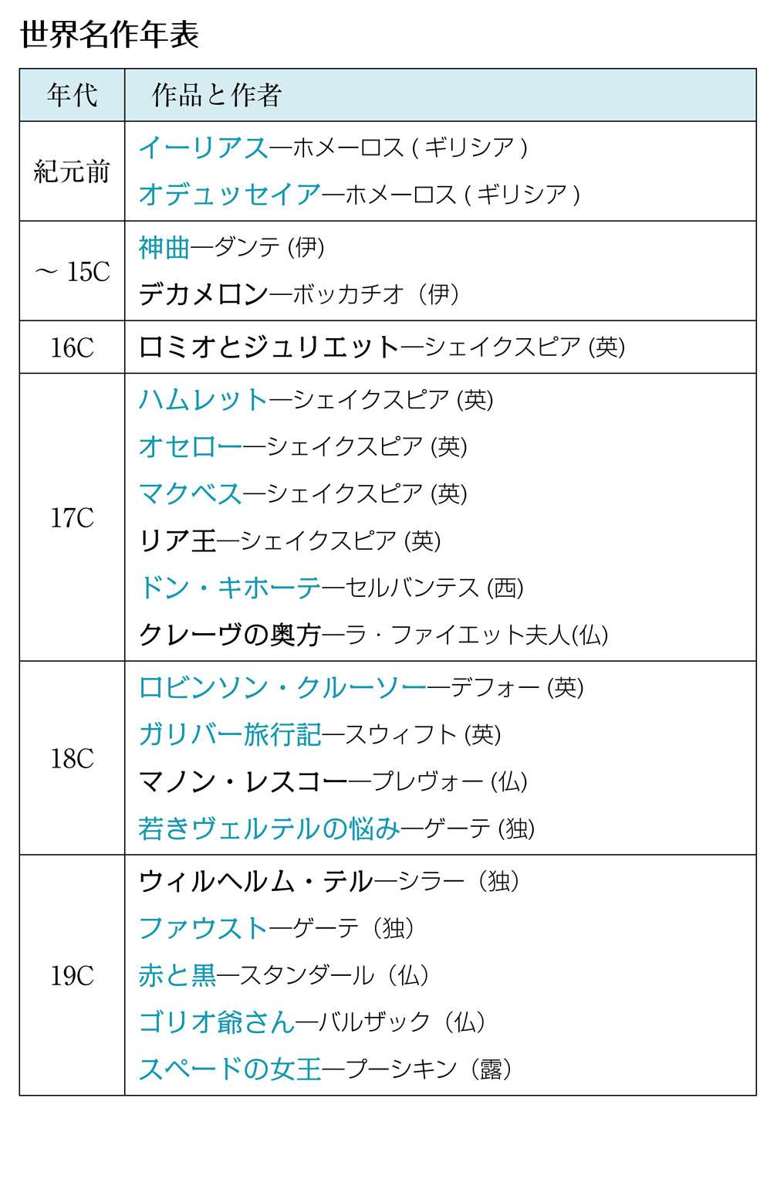 世界名作年表
年代 作品と作者
紀元前
イーリアス―ホメーロス ( ギリシア )
オデュッセイア―ホメーロス ( ギリシア )
～ 15C
神曲―ダンテ (伊)
デカメロン―ボッカチオ（伊）
16C
ロミオとジュリエット―シェイクスピア (英)
17C
ハムレット―シェイクスピア (英)
オセロー―シェイクスピア (英)
マクベス―シェイクスピア (英)
リア王―シェイクスピア (英)
ドン・キホーテ―セルバンテス (西)
クレーヴの奥方―ラ・ファイエット夫人(仏)
18C
ロビンソン・クルーソー―デフォー (英)
ガリバー旅行記―スウィフト (英)
マノン・レスコー―プレヴォー (仏)
若きヴェルテルの悩み―ゲーテ (独)
19C
ウィルヘルム・テル―シラー（独）
ファウスト―ゲーテ（独）
赤と黒―スタンダール（仏）
ゴリオ爺さん―バルザック（仏）
スペードの女王―プーシキン（露）